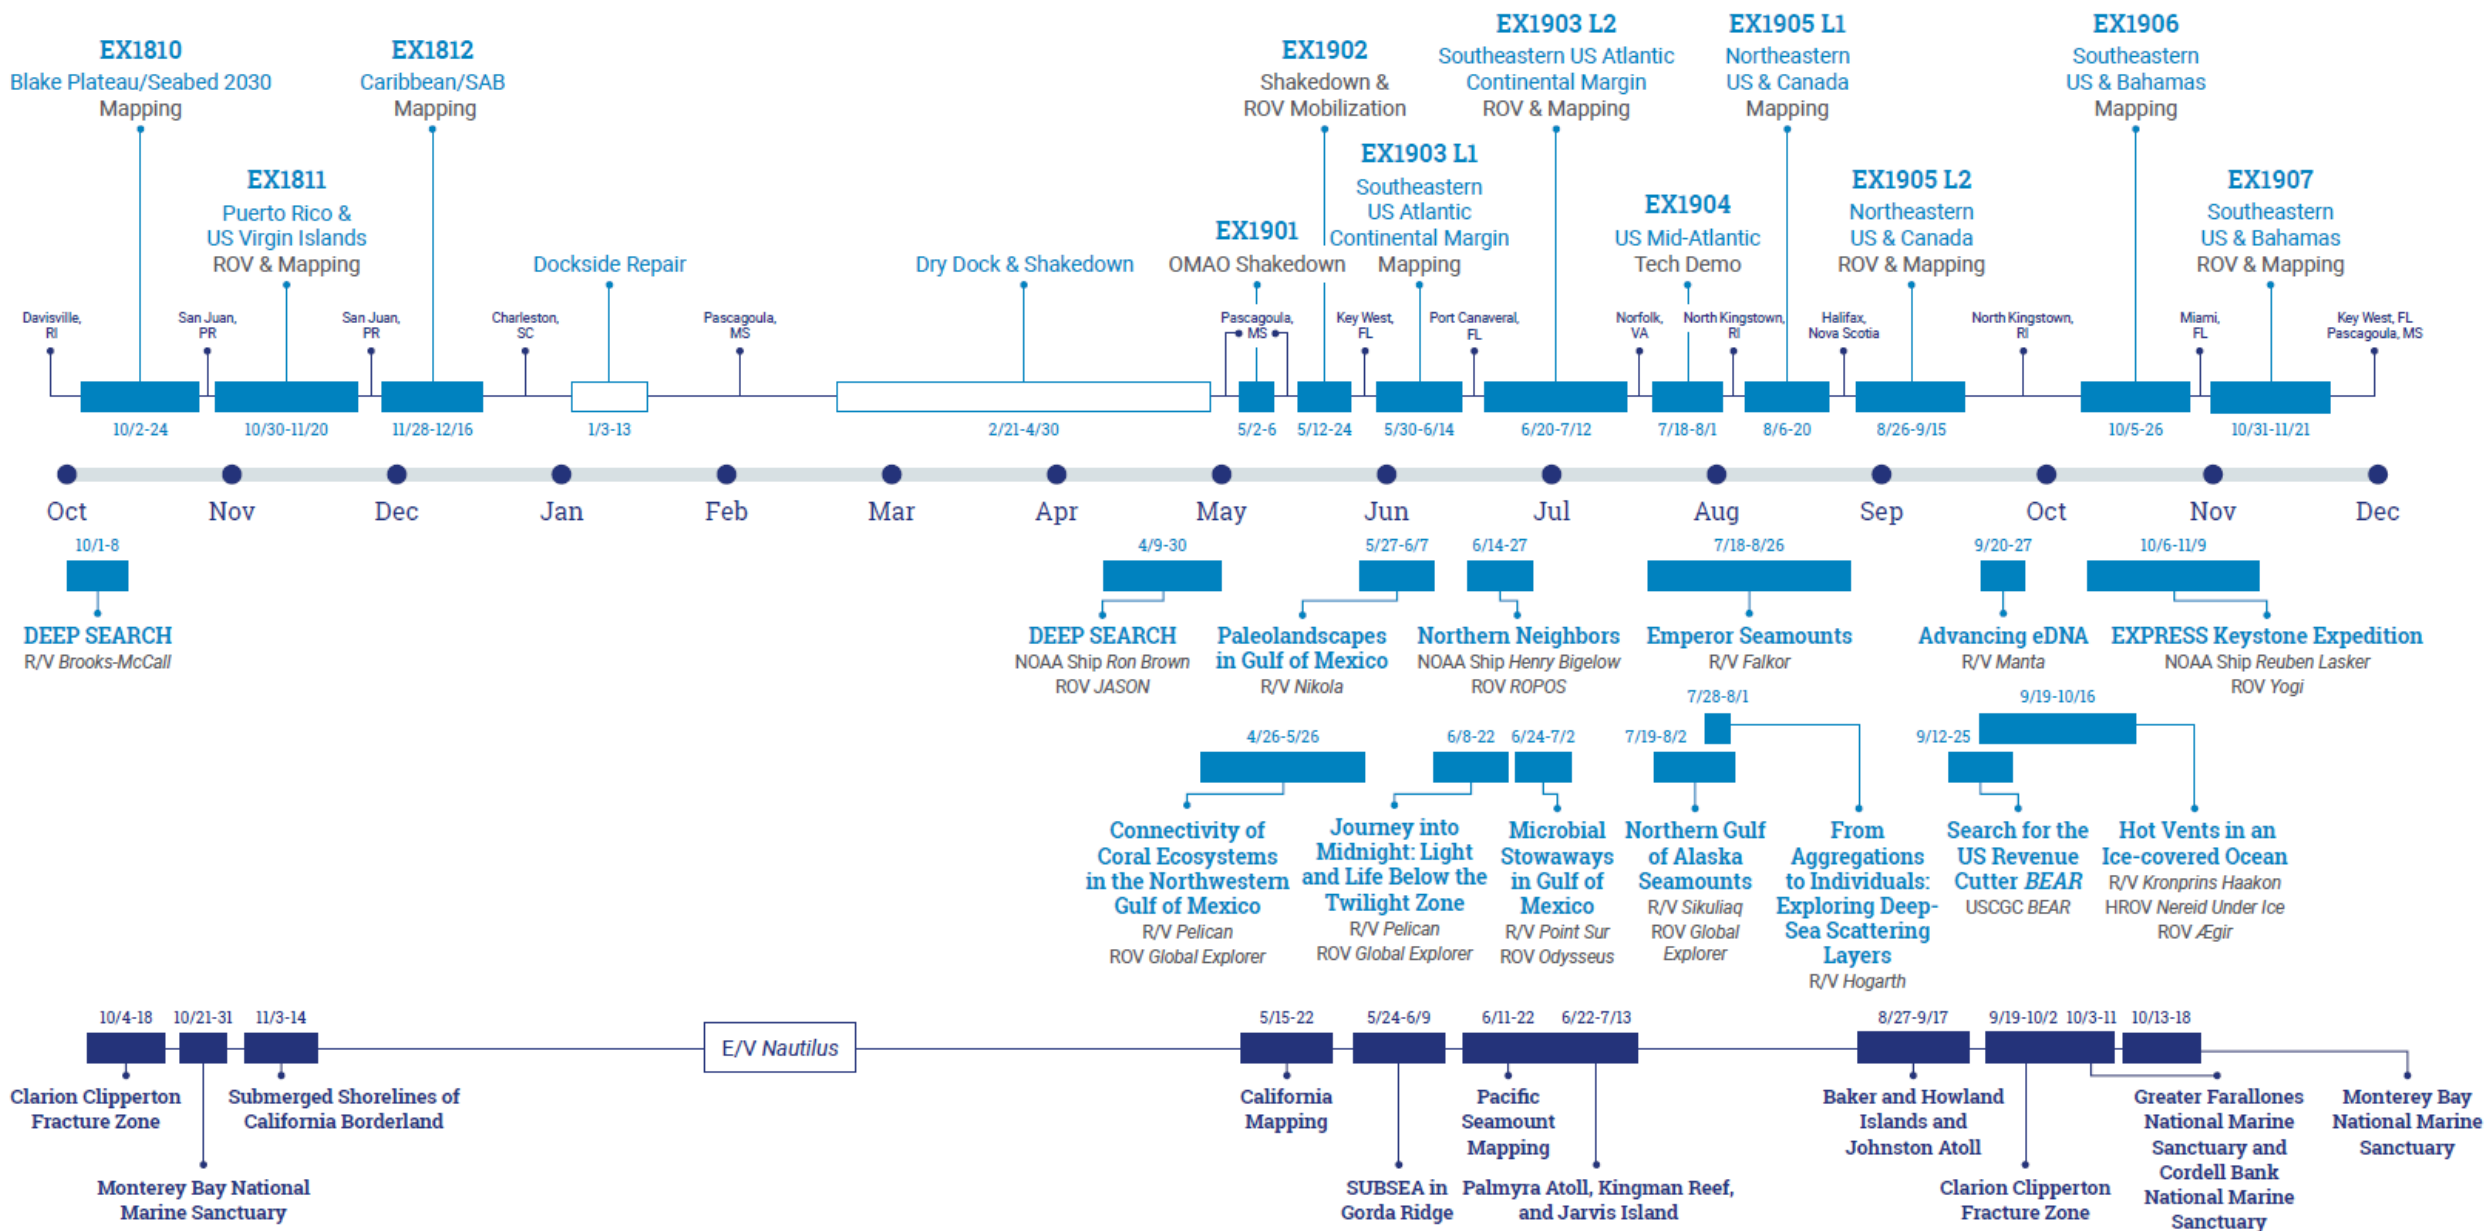 EX1810
Blake Plateau/Seabed 2030
Mapping
EX1811
Puerto Rico &
US Virgin Islands
ROV & Mapping
EX1812
Caribbean/SAB
Mapping
Dockside Repair
Dry Dock & Shakedown
EX1901
OMAO Shakedown
EX1902
Shakedown &
ROV Mobilization
EX1903 L1
Southeastern
US Atlantic
Continental Margin
Mapping
EX1903 L2
Southeastern US Atlantic
Continental Margin
ROV & Mapping
EX1904
US Mid-Atlantic
Tech Demo
EX1905 L1
Northeastern
US & Canada
Mapping
EX1905 L2
Northeastern
US & Canada
ROV & Mapping
EX1906
Southeastern
US & Bahamas
Mapping
EX1907
Southeastern
US & Bahamas
ROV & Mapping
Davisville,
RI
San Juan,
PR
San Juan,
PR
Charleston,
SC
Pascagoula,
MS
Pascagoula,
MS
Key West,
FL
Port Canaveral,
FL
Norfolk,
VA
North Kingstown,
RI
Halifax,
Nova Scotia
North Kingstown,
RI
Miami,
FL
Key West, FL
Pascagoula, MS
10/2-24
10/30-11/20
11/28-12/16
1/3-13
2/21-4/30
5/2-6
5/12-24
5/30-6/14
6/20-7/12
7/18-8/1
8/6-20
8/26-9/15
10/5-26
10/31-11/21
Oct
Nov
Dec
Jan
Feb
Mar
Apr
May
Jun
Jul
Aug
Sep
Oct
Nov
Dec
10/1-8
DEEP SEARCH
R/V Brooks-McCall
4/9-30
DEEP SEARCH
NOAA Ship Ron Brown
ROV JASON
5/27-6/7
Paleolandscapes
in Gulf of Mexico
R/V Nikola
6/14-27
Northern Neighbors
NOAA Ship Henry Bigelow
ROV ROPOS
7/18-8/26
Emperor Seamounts
R/V Falkor
9/20-27
Advancing eDNA
R/V Manta
10/6-11/9
EXPRESS Keystone Expedition
NOAA Ship Reuben Lasker
ROV Yogi
4/26-5/26
Connectivity of
Coral Ecosystems
in the Northwestern
Gulf of Mexico
R/V Pelican
ROV Global Explorer
6/8-22
Journey into
Midnight: Light
and Life Below the
Twilight Zone
R/V Pelican
ROV Global Explorer
6/24-7/2
Microbial
Stowaways
in Gulf of
Mexico
R/V Point Sur
ROV Odysseus
7/19-8/2
Northern Gulf
of Alaska
Seamounts
R/V Sikuliaq
ROV Global
Explorer
7/28-8/1
From
Aggregations
to Individuals:
Exploring Deep-
Sea Scattering
Layers
R/V Hogarth
9/12-25
Search for the
US Revenue
Cutter BEAR
USCGC BEAR
9/19-10/16
Hot Vents in an
Ice-covered Ocean
R/V Kronprins Haakon
HROV Nereid Under Ice
ROV Ægir
10/4-18
Clarion Clipperton
Fracture Zone
10/21-31
Monterey Bay National
Marine Sanctuary
11/3-14
Submerged Shorelines of
California Borderland
E/V Nautilus
5/15-22
California
Mapping
5/24-6/9
SUBSEA in
Gorda Ridge
6/11-22
Pacific
Seamount
Mapping
6/22-7/13
Palmyra Atoll, Kingman Reef,
and Jarvis Island
8/27-9/17
Baker and Howland
Islands and
Johnston Atoll
9/19-10/2
Clarion Clipperton
Fracture Zone
10/3-11
Greater Farallones
National Marine
Sanctuary and
Cordell Bank
National Marine
Sanctuary
10/13-18
Monterey Bay
National Marine
Sanctuary